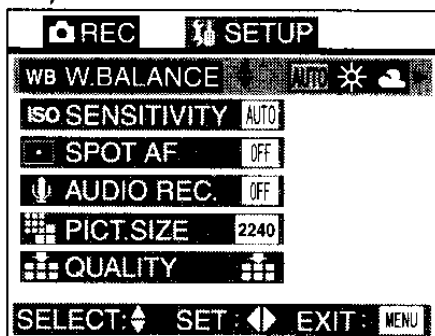 REC SETUP
WB W.BALANCE AUTO
ISO SENSITIVITY AUTO
SPOT AF OFF
AUDIO REC. OFF
PICT.SIZE 2240
QUALITY
SELECT: SET: EXIT: MENU